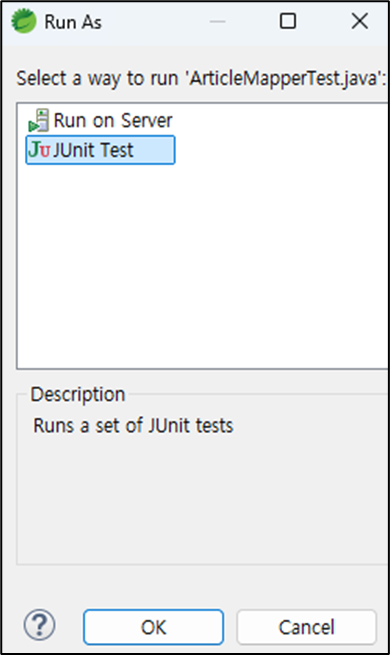 Run As
Select a way to run 'ArticleMapperTest.java':
Run on Server
JU JUnit Test
Description
Runs a set of JUnit tests
?
OK Cancel